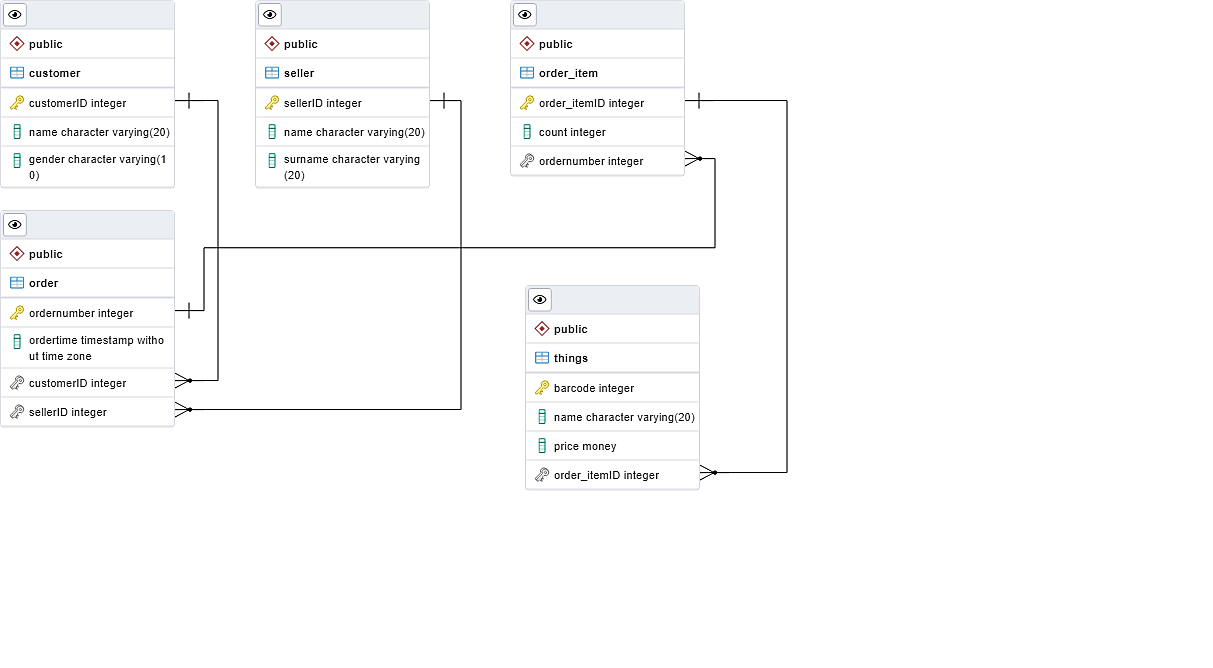 public
customer
customerID integer
name character varying(20)
gender character varying(1
0)
public
seller
sellerID integer
name character varying(20)
surname character varying
(20)
public
order_item
order_itemID integer
count integer
ordernumber integer
public
order
ordernumber integer
ordertime timestamp witho
ut time zone
customerID integer
sellerID integer
public
things
barcode integer
name character varying(20)
price money
order_itemID integer